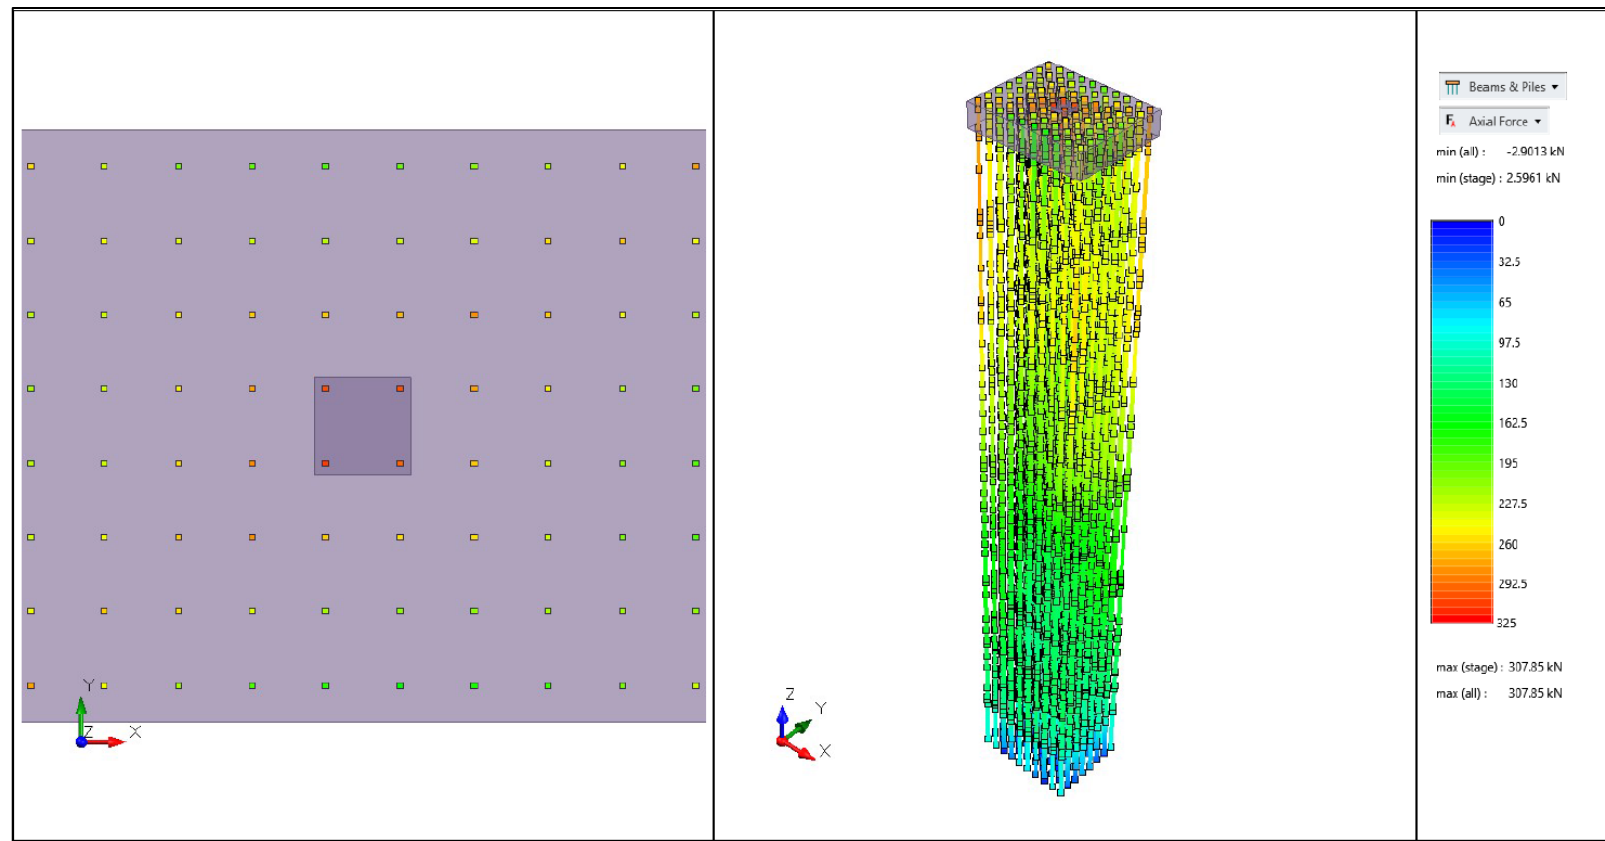 Y
Z
X
Z
Y
X
Beams & Piles
Axial Force
min (all) : -2.9013 kN
min (stage) : 2.5961 kN
0
32.5
65
97.5
130
162.5
195
227.5
260
292.5
325
max (stage) : 307.85 kN
max (all) : 307.85 kN